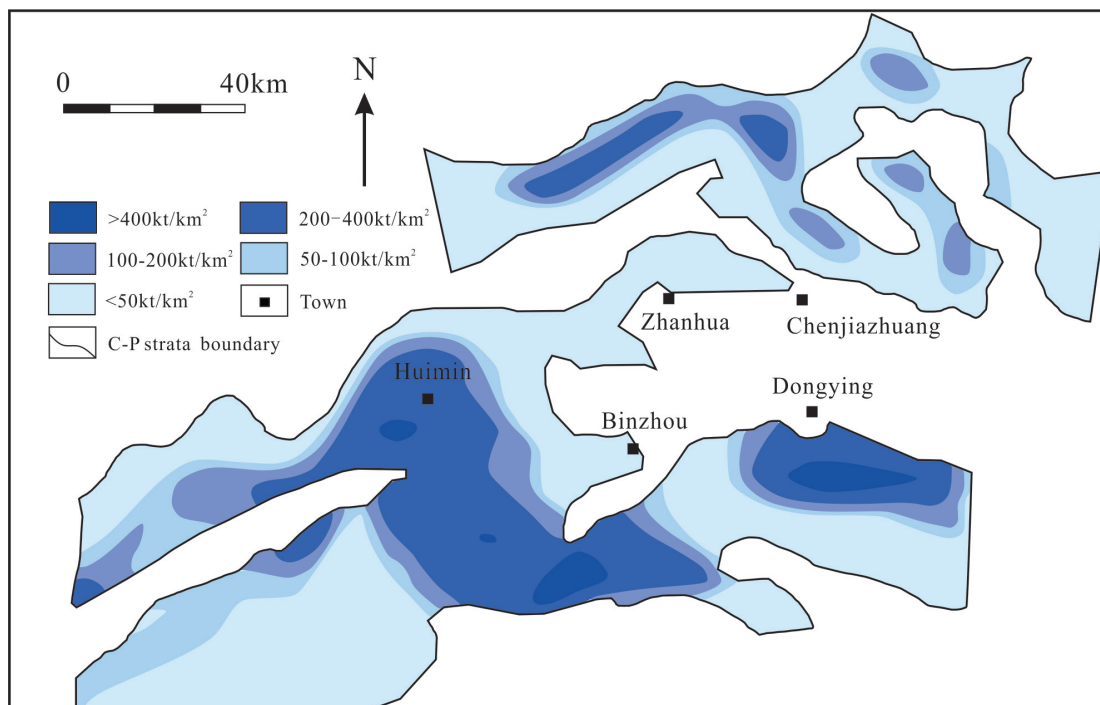 0 40km
N
>400kt/km²
200-400kt/km²
100-200kt/km²
50-100kt/km²
<50kt/km²
Town
C-P strata boundary
Zhanhua
Chenjiazhuang
Huimin
Dongying
Binzhou